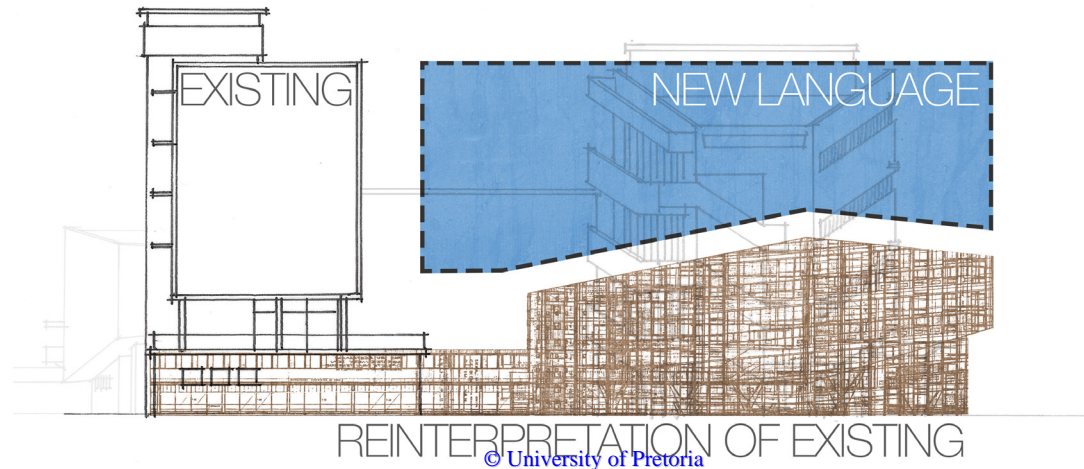 EXISTING
NEW LANGUAGE
REINTERPRETATION OF EXISTING
© University of Pretoria